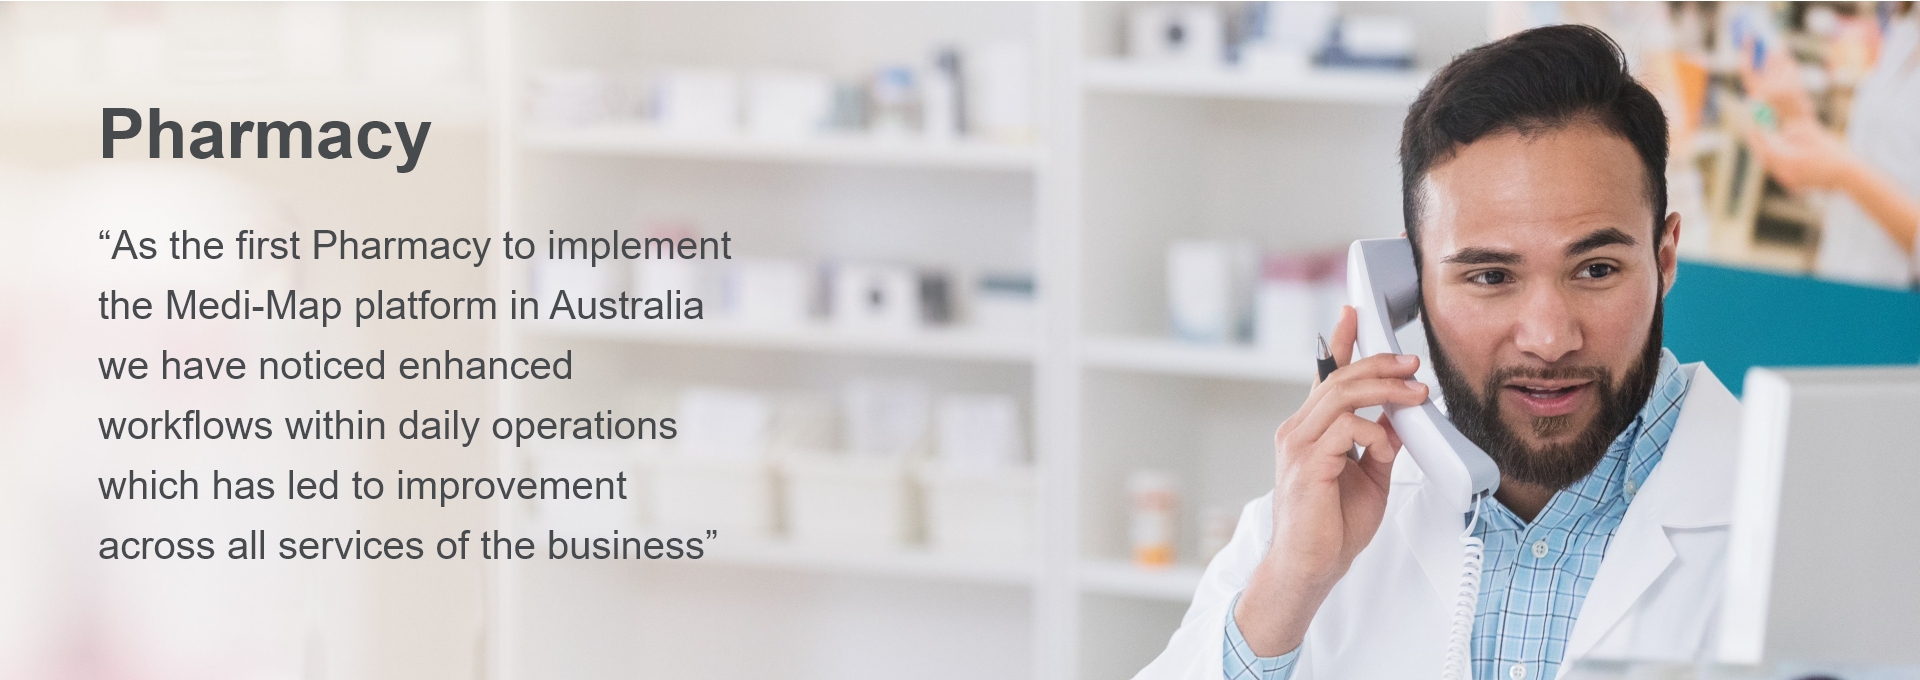 Pharmacy
“As the first Pharmacy to implement
the Medi-Map platform in Australia
we have noticed enhanced
workflows within daily operations
which has led to improvement
across all services of the business”